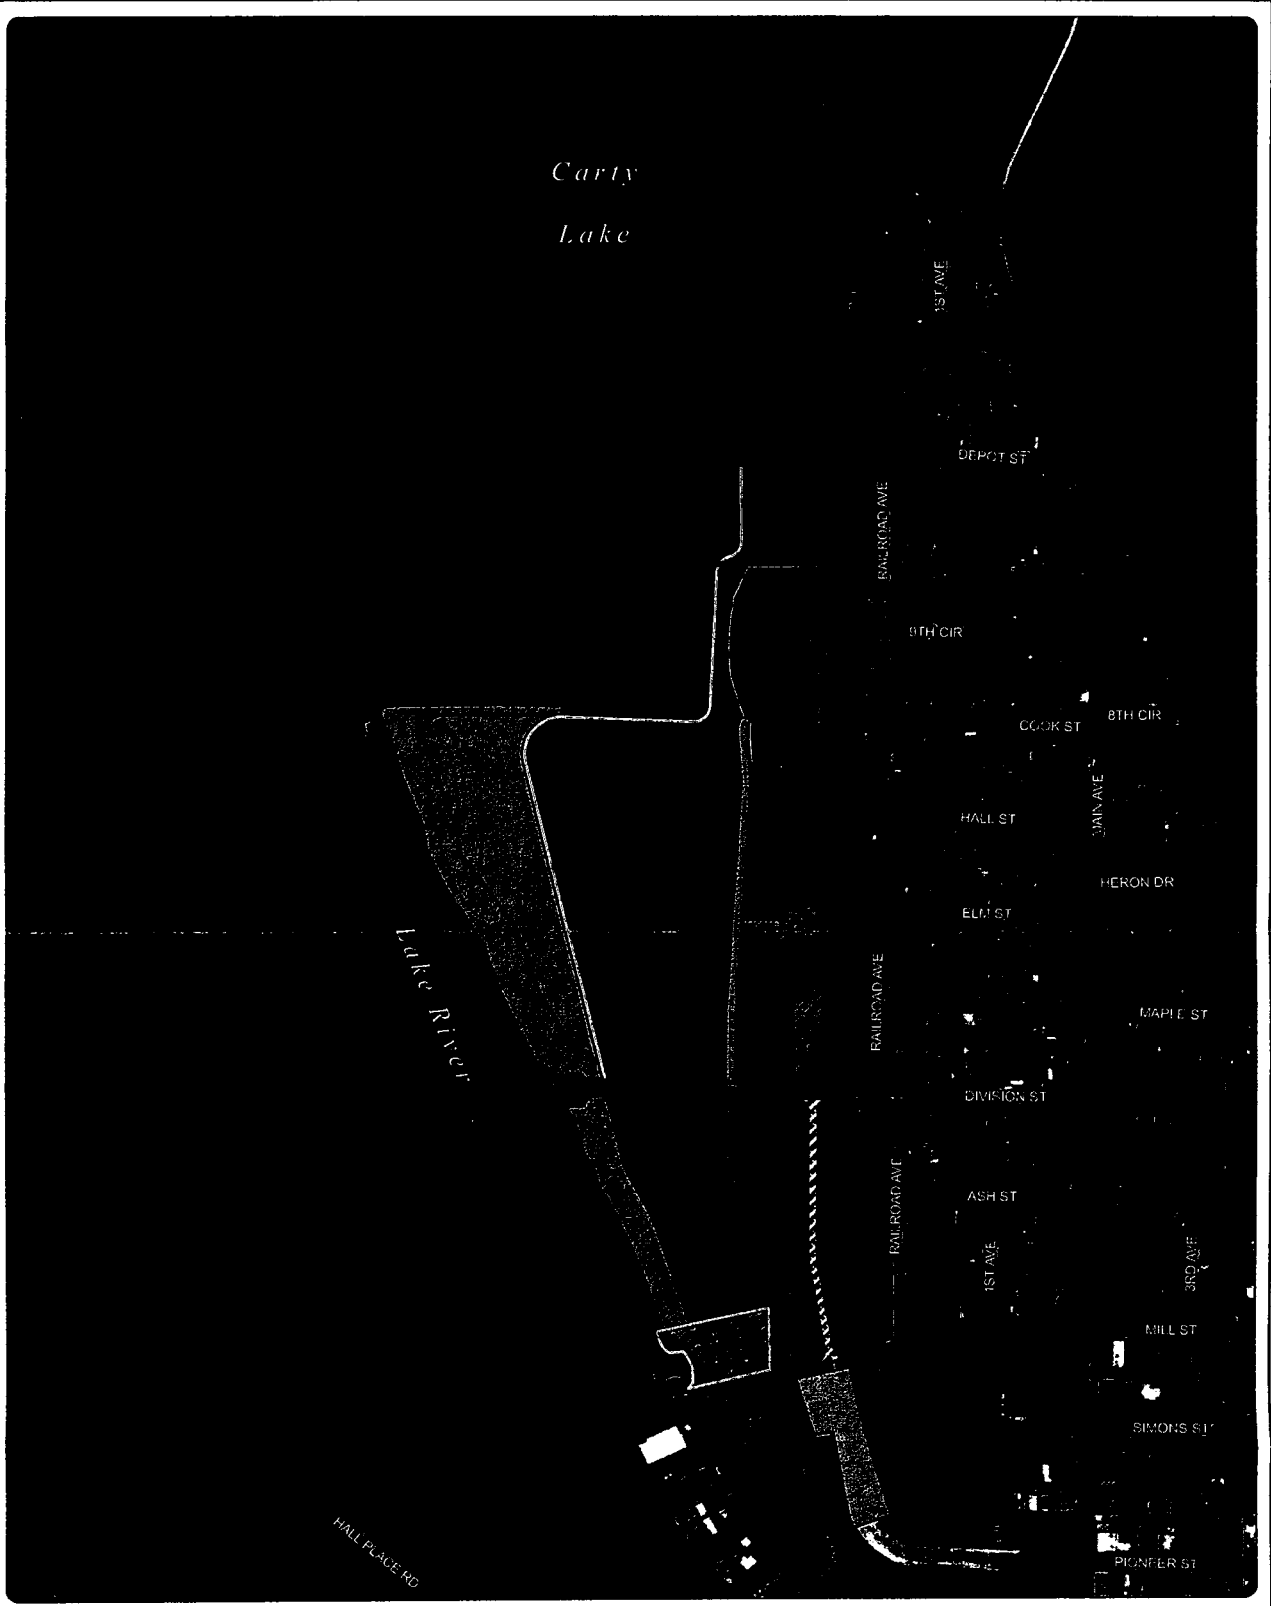 Carty
Lake
1ST AVE
DEPOT ST
RAILROAD AVE
9TH CIR
8TH CIR
COOK ST
MAIN AVE
HALL ST
HERON DR
ELM ST
Lake River
RAILROAD AVE
MAPLE ST
DIVISION ST
RAILROAD AVE
ASH ST
1ST AVE
3RD AVE
MILL ST
SIMONS ST
HALL PLACE RD
PIONEER ST